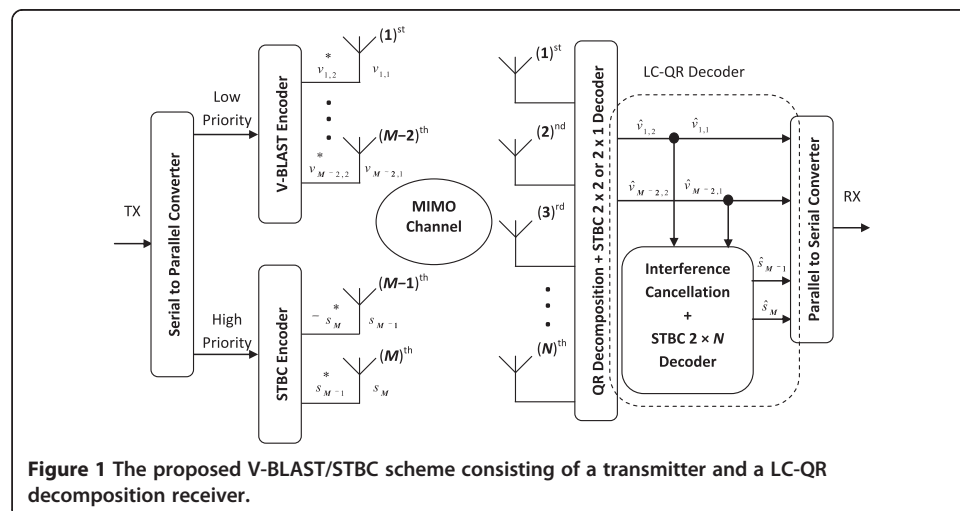 TX
Serial to Parallel Converter
Low
Priority
High
Priority
V-BLAST Encoder
v*1,2 v1,1
(1)st
v*M-2,2 vM-2,1
(M–2)th
STBC Encoder
– s*M sM-1
(M–1)th
s*M-1 sM
(M)th
MIMO
Channel
(1)st
(2)nd
(3)rd
(N)th
QR Decomposition + STBC 2 x 2 or 2 x 1 Decoder
LC-QR Decoder
v̂1,2 v̂1,1
v̂M-2,2 v̂M-2,1
Interference
Cancellation
+
STBC 2 × N
Decoder
ŝM-1
ŝM
Parallel to Serial Converter
RX
Figure 1 The proposed V-BLAST/STBC scheme consisting of a transmitter and a LC-QR
decomposition receiver.